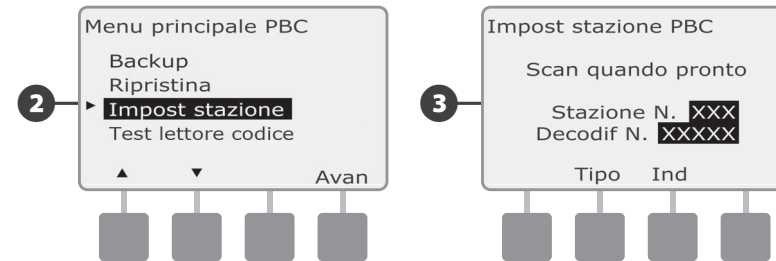 Menu principale PBC
Backup
Ripristina
2
Impost stazione
Test lettore codice
Avan
Impost stazione PBC
Scan quando pronto
3
Stazione N. XXX
Decodif N. XXXXX
Tipo Ind